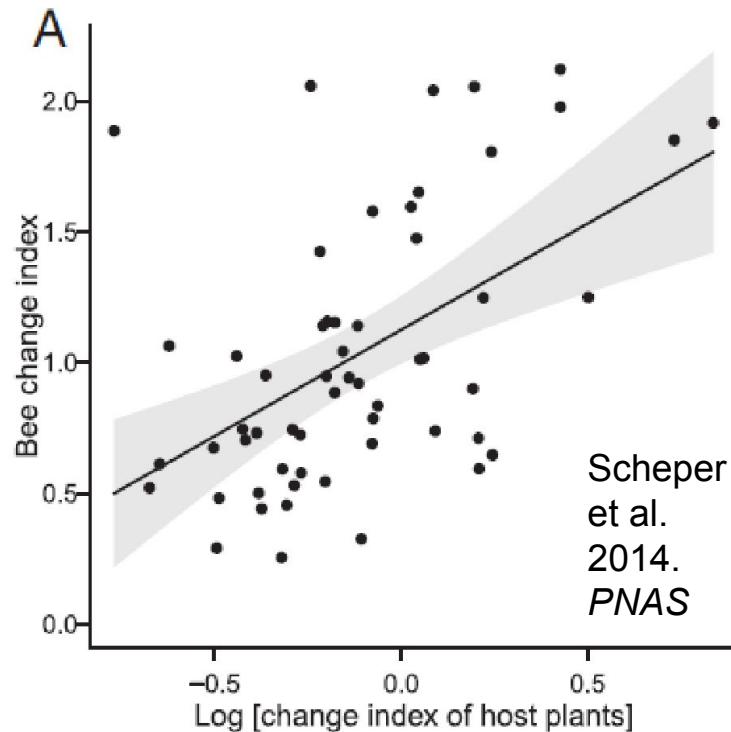 A
2.0
1.5
1.0
0.5
0.0
Bee change index
−0.5
0.0
0.5
Log [change index of host plants]
Scheper
et al.
2014.
PNAS